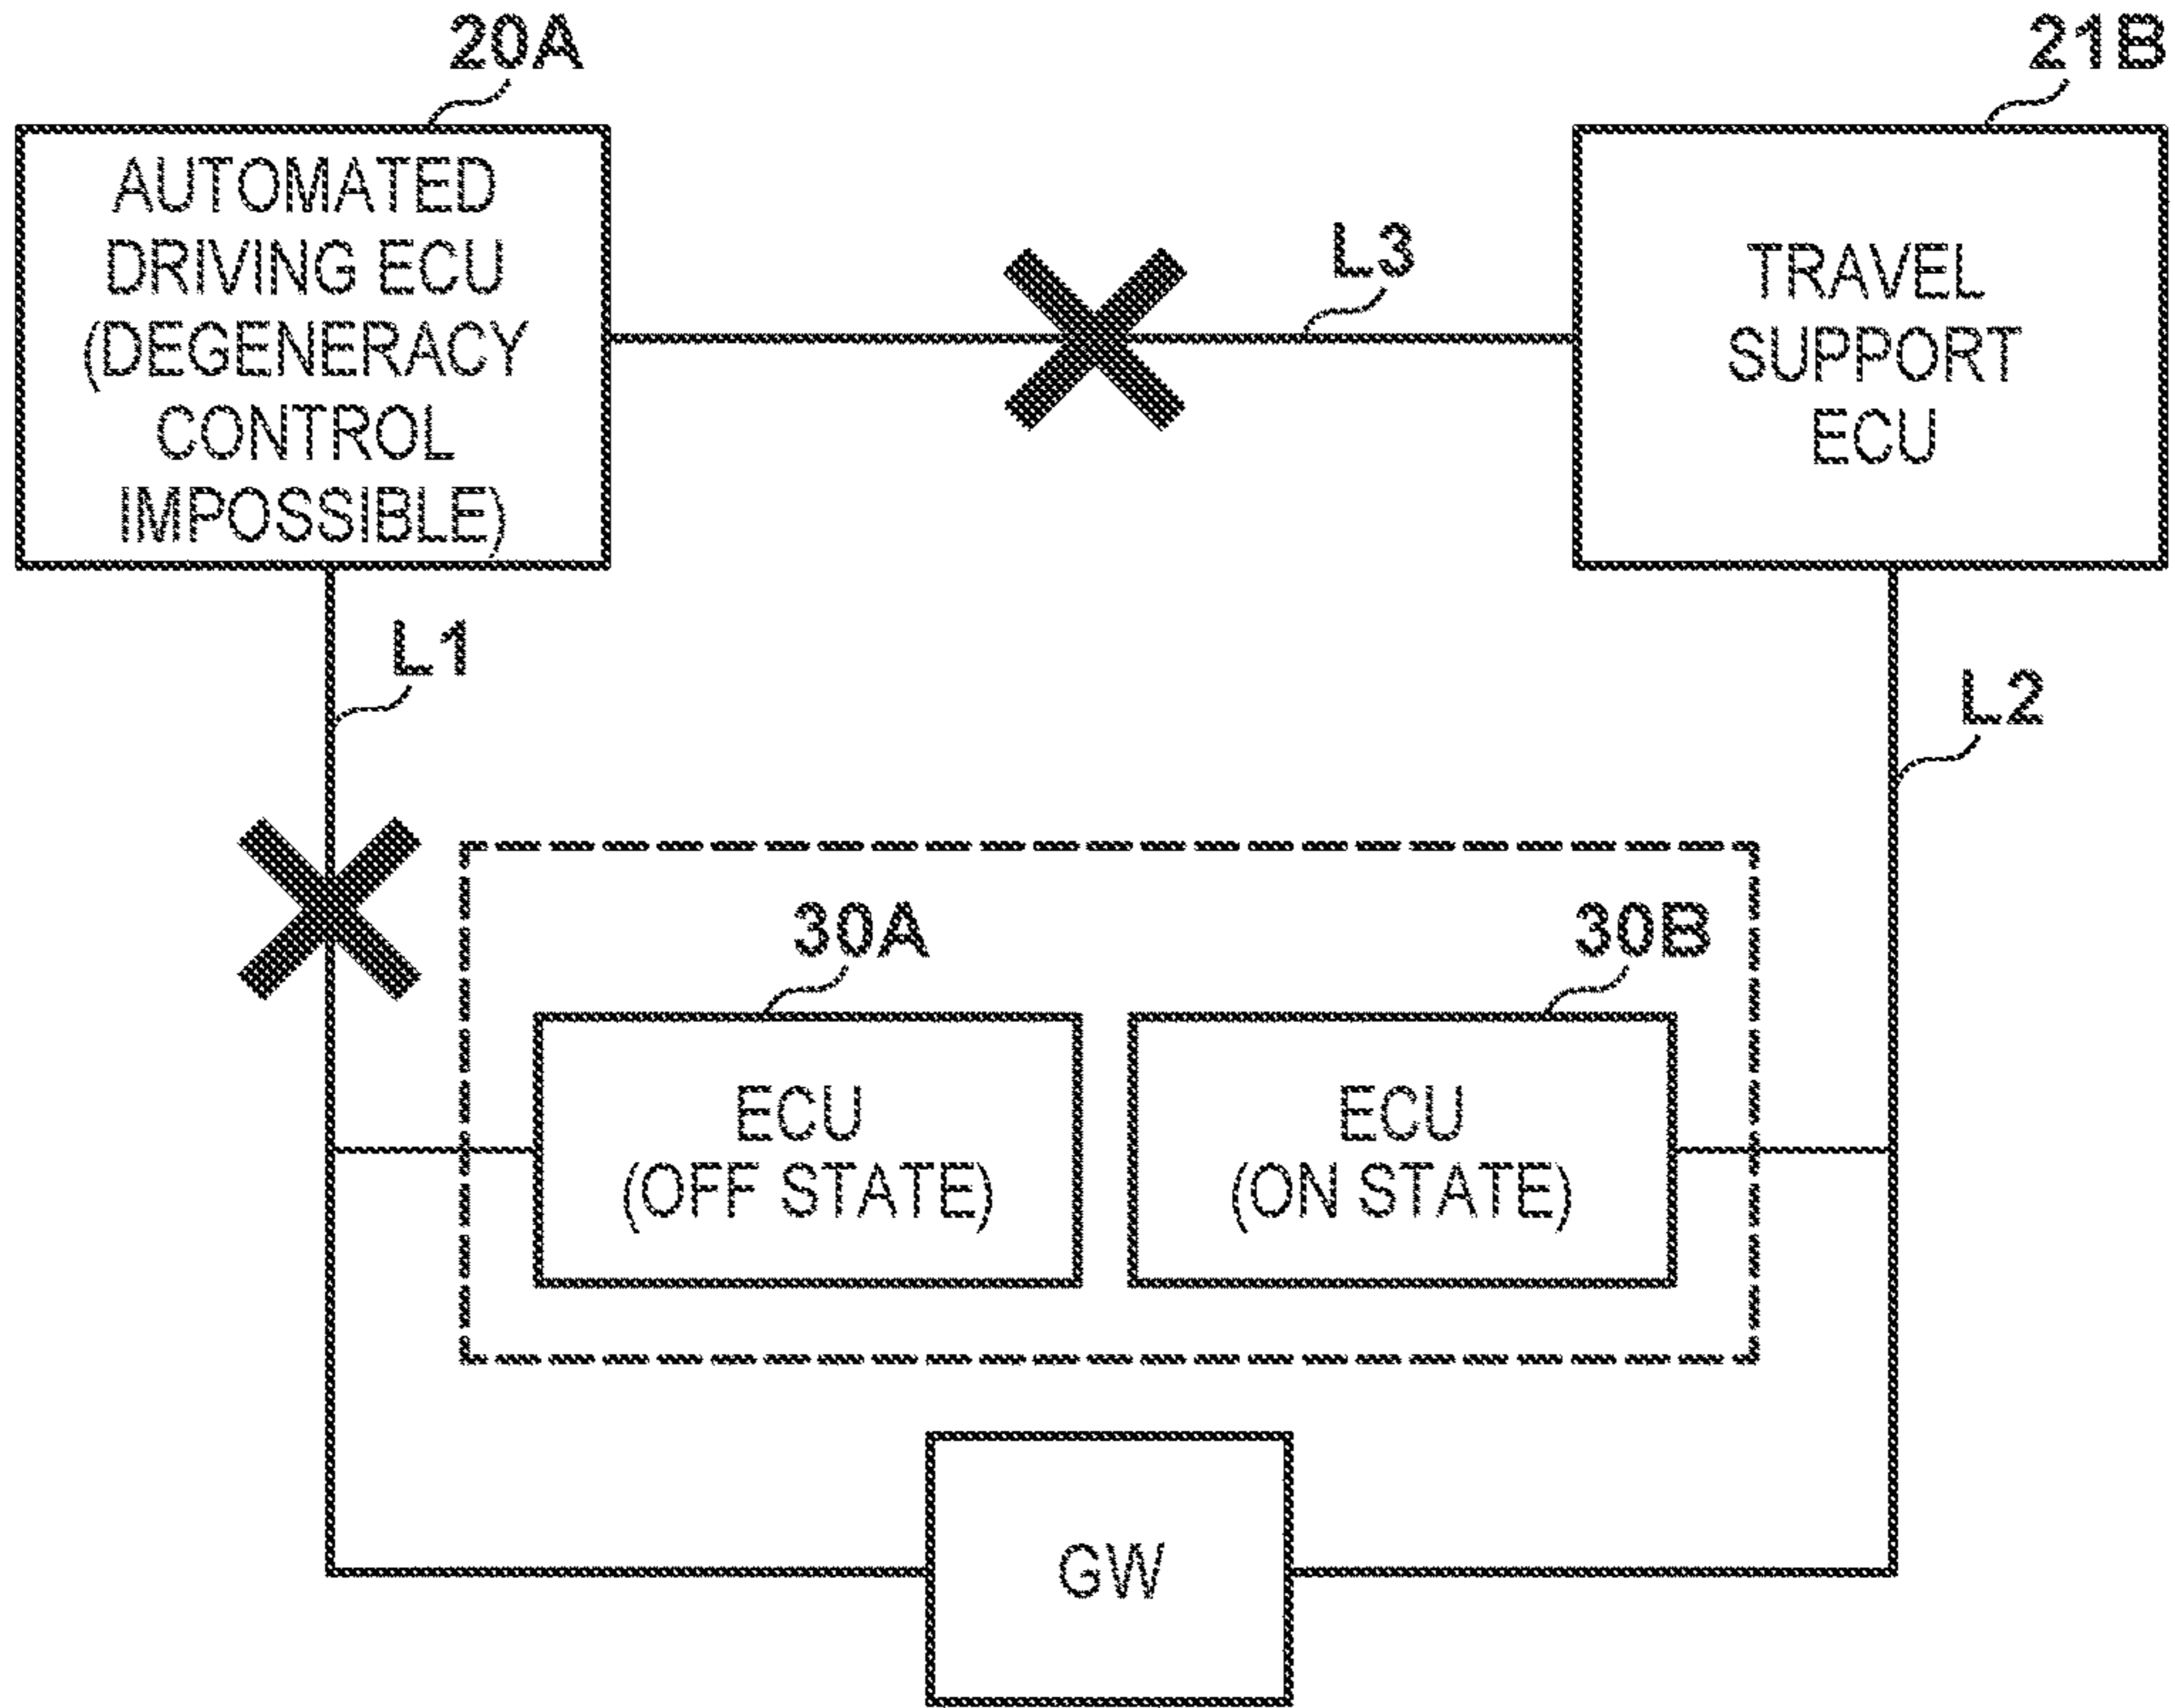 20A
21B
AUTOMATED
DRIVING ECU
(DEGENERACY
CONTROL
IMPOSSIBLE)
L3
TRAVEL
SUPPORT
ECU
L1
L2
30A
30B
ECU
(OFF STATE)
ECU
(ON STATE)
GW